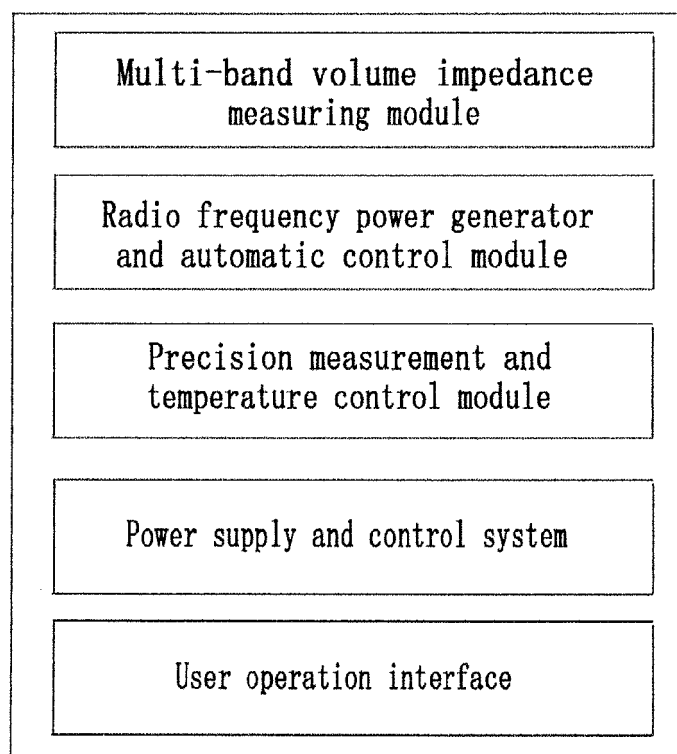 Multi-band volume impedance
measuring module
Radio frequency power generator
and automatic control module
Precision measurement and
temperature control module
Power supply and control system
User operation interface